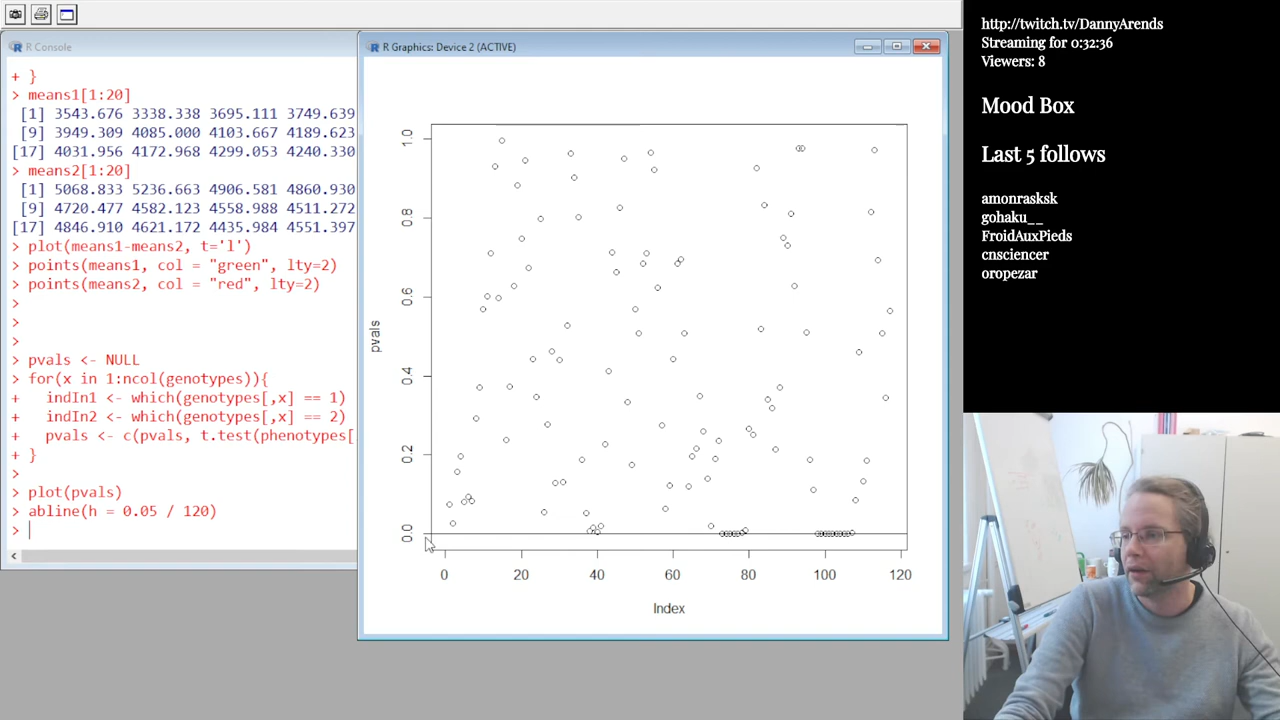 R Console
+ }
> means1[1:20]
[1] 3543.676 3338.338 3695.111 3749.639
[9] 3949.309 4085.000 4103.667 4189.623
[17] 4031.956 4172.968 4299.053 4240.330
> means2[1:20]
[1] 5068.833 5236.663 4906.581 4860.930
[9] 4720.477 4582.123 4558.988 4511.272
[17] 4846.910 4621.172 4435.984 4551.397
> plot(means1-means2, t='l')
> points(means1, col = "green", lty=2)
> points(means2, col = "red", lty=2)
>
>
>
> pvals <- NULL
> for(x in 1:ncol(genotypes)){
+ indIn1 <- which(genotypes[,x] == 1)
+ indIn2 <- which(genotypes[,x] == 2)
+ pvals <- c(pvals, t.test(phenotypes[
+ }
>
> plot(pvals)
> abline(h = 0.05 / 120)
>
R Graphics: Device 2 (ACTIVE)
1.0
0.8
0.6
0.4
0.2
0.0
pvals
0 20 40 60 80 100 120
Index
http://twitch.tv/DannyArends
Streaming for 0:32:36
Viewers: 8
Mood Box
Last 5 follows
amonrasksk
gohaku__
FroidAuxPieds
cnsciencer
oropezar